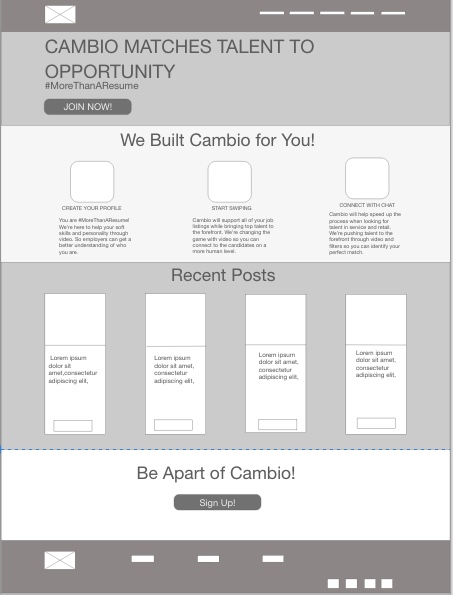 CAMBIO MATCHES TALENT TO
OPPORTUNITY
#MoreThanAResume
JOIN NOW!
We Built Cambio for You!
CREATE YOUR PROFILE
You are #MoreThanAResume!
We're here to help your soft
skills and personality through
video. So employers can get a
better understanding of who
you are.
START SWIPING
Cambio will support all of your job
listings while bringing top talent to
the forefront. We're changing the
game with video so you can
connect to the candidates on a
more human level.
CONNECT WITH CHAT
Cambio will help speed up the
process when looking for
talent in service and retail.
We're pushing talent to the
forefront through video and
filters so you can identify your
perfect match.
Recent Posts
Lorem ipsum
dolor sit
amet,consectetur
adipiscing elit,
Lorem ipsum
dolor sit amet,
consectetur
adipiscing elit,
Lorem ipsum
dolor sit amet,
consectetur
adipiscing elit,
Lorem ipsum
dolor sit amet,
consectetur
adipiscing elit,
Be Apart of Cambio!
Sign Up!